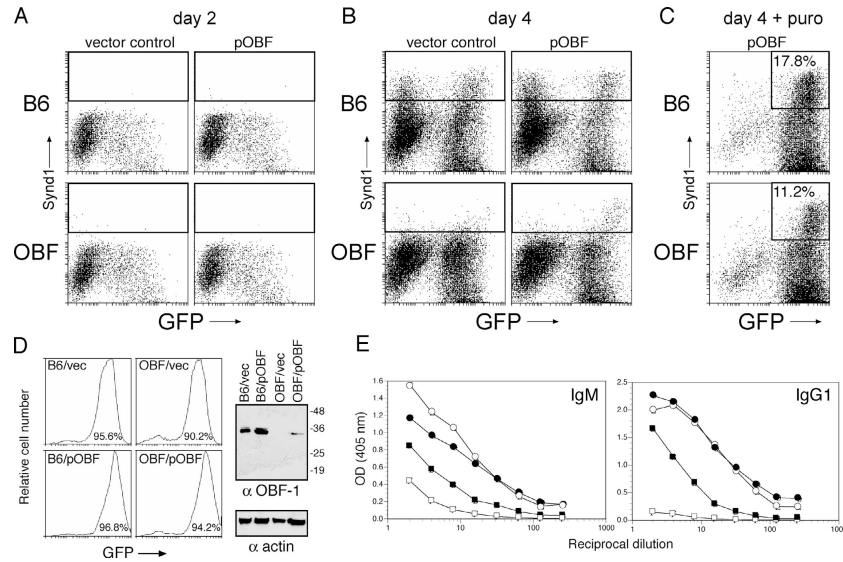 A day 2
B day 4
C day 4 + puro
vector control pOBF
vector control pOBF
pOBF
B6
Synd1
B6
Synd1
B6
Synd1
17.8%
OBF
OBF
OBF
11.2%
GFP
GFP
GFP
D
B6/vec
95.6%
OBF/vec
90.2%
B6/pOBF
96.8%
OBF/pOBF
94.2%
Relative cell number
GFP
B6/vec
B6/pOBF
OBF/vec
OBF/pOBF
-48
-36
-25
-19
α OBF-1
α actin
E
IgM
OD (405 nm)
1.6
1.4
1.2
1.0
0.8
0.6
0.4
0.2
0.0
1 10 100 1000
IgG1
2.5
2.0
1.5
1.0
0.5
0.0
1 10 100 1000
Reciprocal dilution